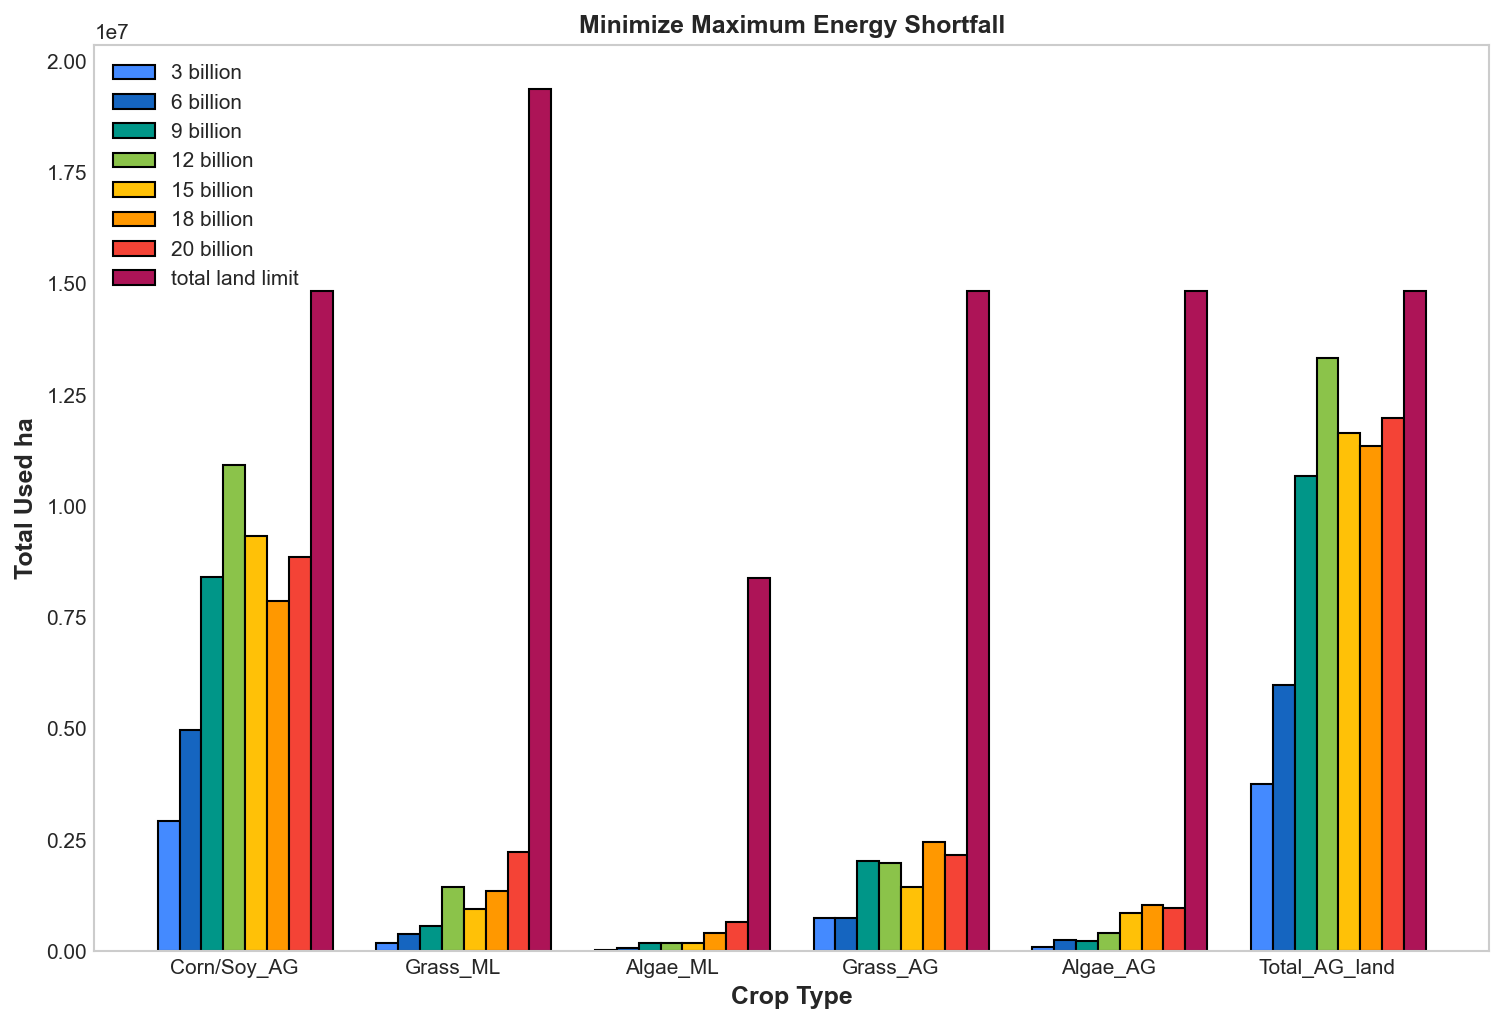 Minimize Maximum Energy Shortfall
1e7
2.00
1.75
1.50
1.25
1.00
0.75
0.50
0.25
0.00
Total Used ha
3 billion
6 billion
9 billion
12 billion
15 billion
18 billion
20 billion
total land limit
Corn/Soy_AG
Grass_ML
Algae_ML
Grass_AG
Algae_AG
Total_AG_land
Crop Type